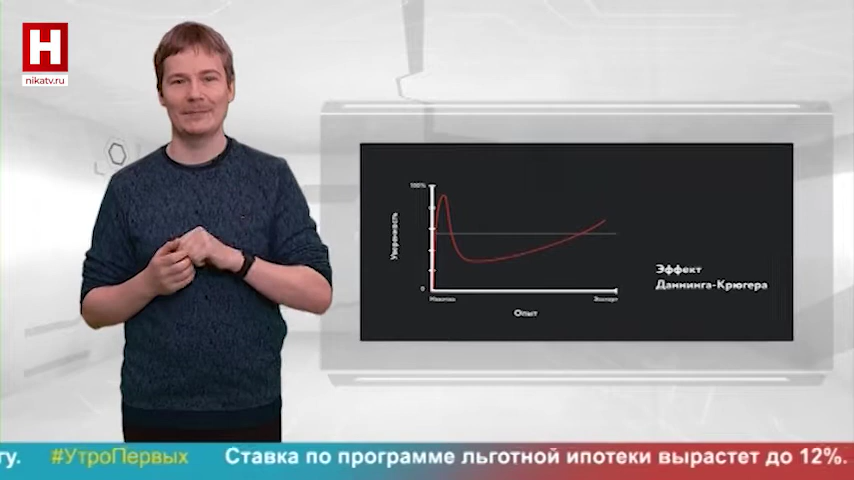 Н
nikatv.ru
100%
Уверенность
0
Новичок
Эксперт
Опыт
Эффект
Даннинга-Крюгера
гу. #УтроПервых Ставка по программе льготной ипотеки вырастет до 12%.